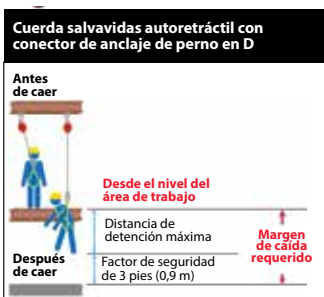 Cuerda salvavidas autoretráctil con
conector de anclaje de perno en D
Antes
de caer
Desde el nivel del
área de trabajo
Distancia de
detención máxima
Margen
de caída
requerido
Después
de caer
Factor de seguridad
de 3 pies (0,9 m)